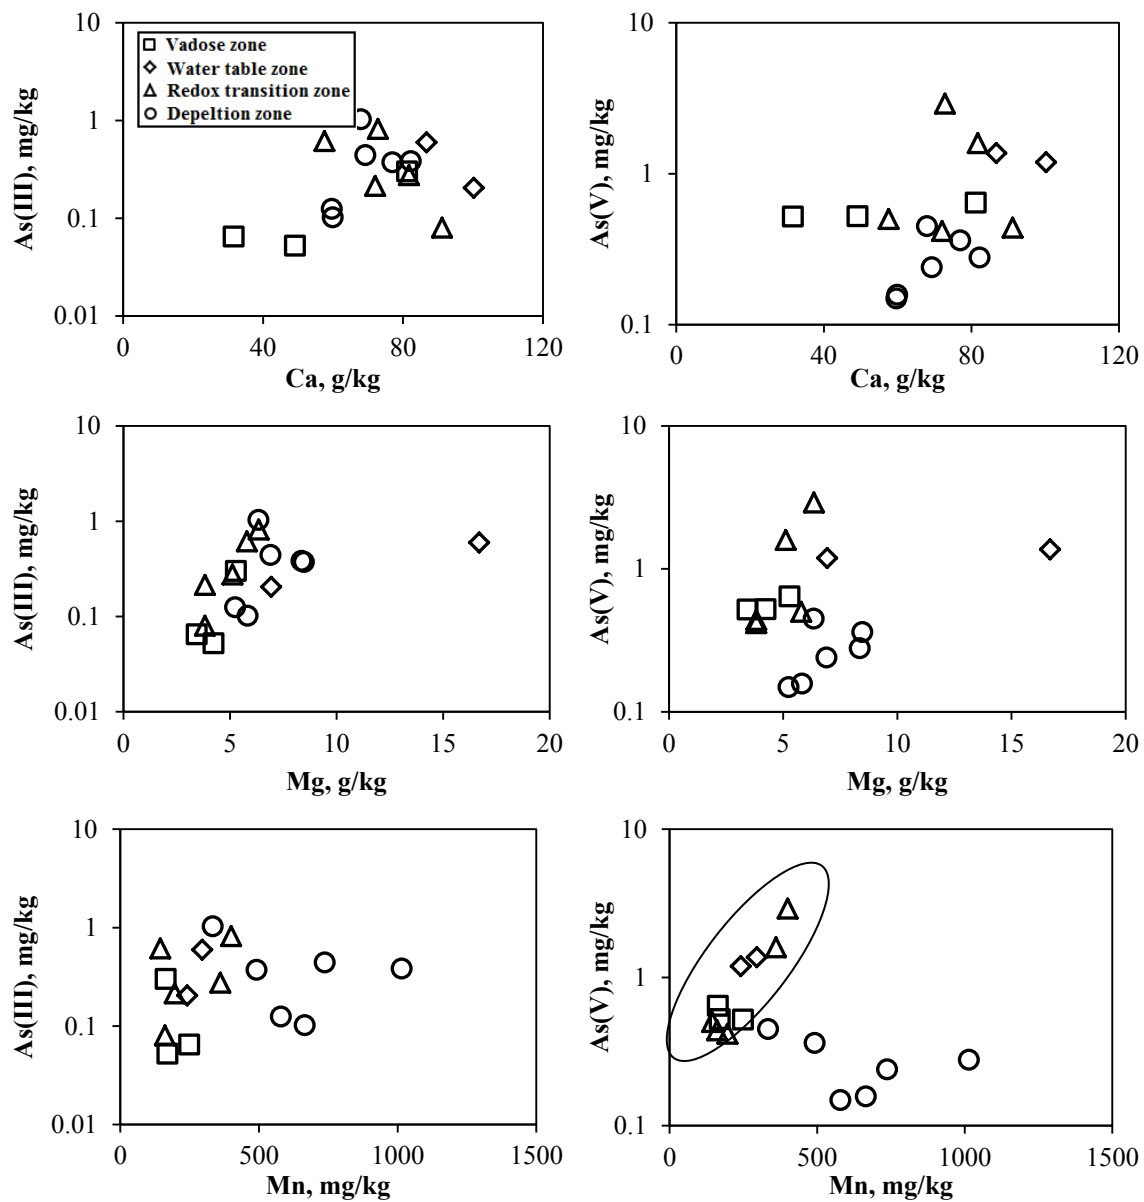 10
1
0.1
0.01
As(III), mg/kg
Vadose zone
Water table zone
Redox transition zone
Depeltion zone
0 40 80 120
Ca, g/kg
10
1
0.1
As(V), mg/kg
0 40 80 120
Ca, g/kg
10
1
0.1
0.01
As(III), mg/kg
0 5 10 15 20
Mg, g/kg
10
1
0.1
As(V), mg/kg
0 5 10 15 20
Mg, g/kg
10
1
0.1
0.01
As(III), mg/kg
0 500 1000 1500
Mn, mg/kg
10
1
0.1
As(V), mg/kg
0 500 1000 1500
Mn, mg/kg